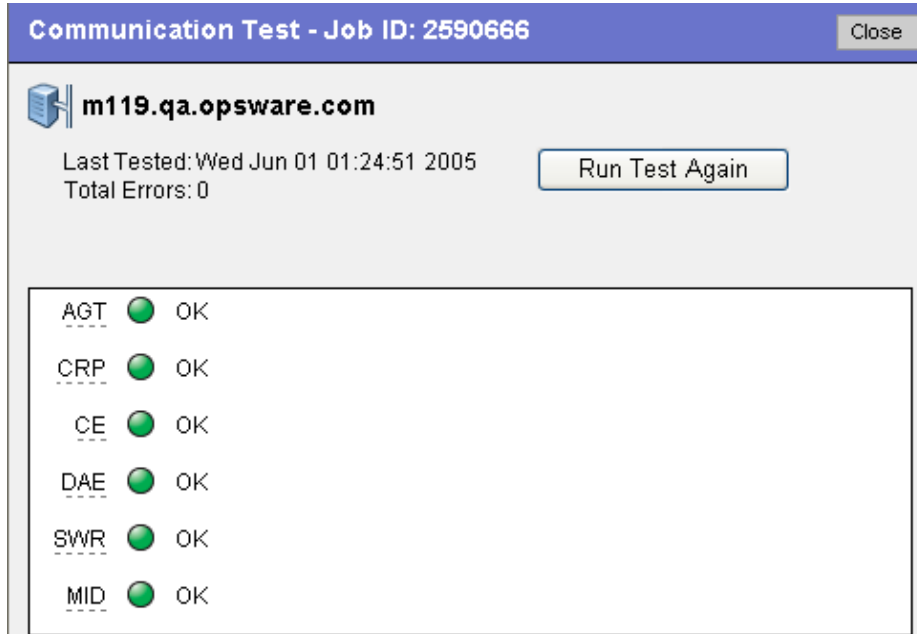 Communication Test - Job ID: 2590666 Close
m119.qa.opsware.com
Last Tested: Wed Jun 01 01:24:51 2005 Run Test Again
Total Errors: 0
AGT OK
CRP OK
CE OK
DAE OK
SWR OK
MID OK